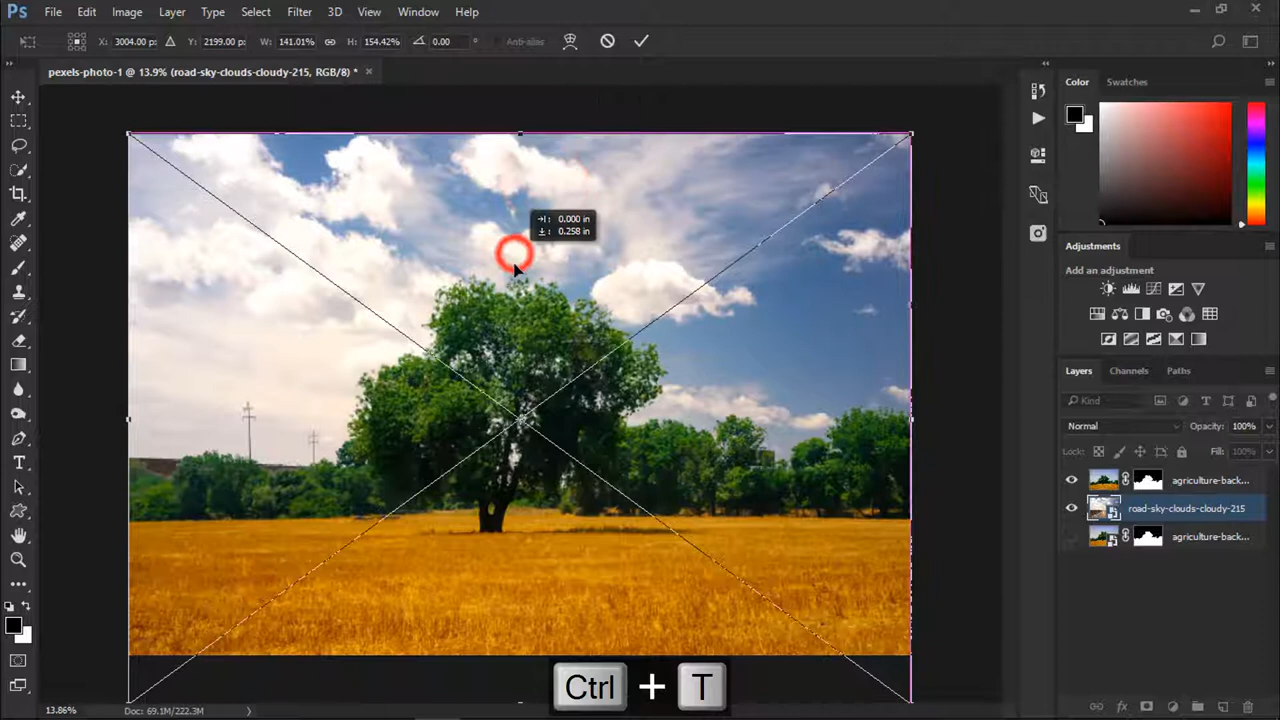 Ps File Edit Image Layer Type Select Filter 3D View Window Help
X: 3004.00 p: Y: 2199.00 p: W: 141.01% H: 154.42% 0.00 ° Anti-alias
pexels-photo-1 @ 13.9% (road-sky-clouds-cloudy-215, RGB/8) * ×
Color Swatches
→|: 0.000 in
0.258 in
Adjustments
Add an adjustment
Layers Channels Paths
Kind
Normal Opacity: 100%
Lock: Fill: 100%
agriculture-back...
road-sky-clouds-cloudy-215
agriculture-back...
Ctrl + T
13.86% Doc: 69.1M/222.3M